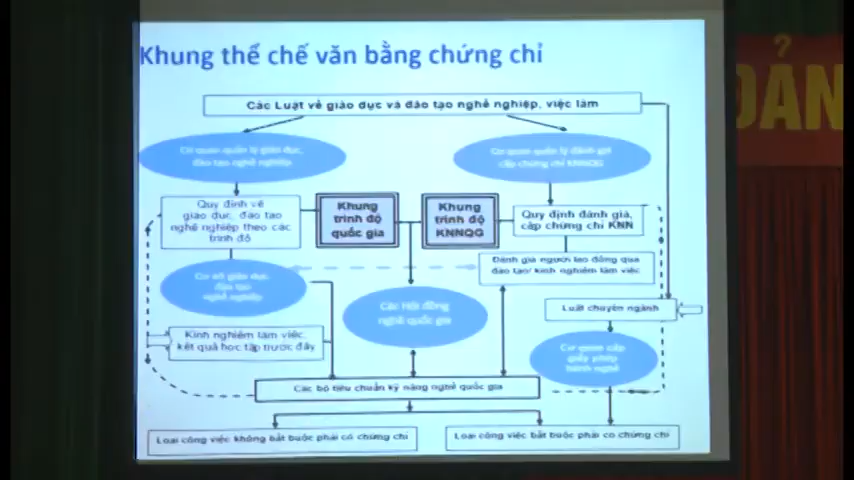 Khung thể chế văn bằng chứng chỉ
Các Luật về giáo dục và đào tạo nghề nghiệp, việc làm
Cơ quan quản lý giáo dục,
đào tạo nghề nghiệp
Cơ quan quản lý đánh giá
cấp chứng chỉ KNNQG
Quy định về
giáo dục, đào tạo
nghề nghiệp theo các
trình độ
Khung
trình độ
quốc gia
Khung
trình độ
KNNQG
Quy định đánh giá,
cấp chứng chỉ KNN
Đánh giá người lao động qua
đào tạo/ kinh nghiệm làm việc
Cơ sở giáo dục,
đào tạo
nghề nghiệp
Các Hội đồng
nghề quốc gia
Luật chuyên ngành
Kinh nghiệm làm việc,
kết quả học tập trước đây
Cơ quan cấp
giấy phép
hành nghề
Các bộ tiêu chuẩn kỹ năng nghề quốc gia
Loại công việc không bắt buộc phải có chứng chỉ
Loại công việc bắt buộc phải có chứng chỉ
ĐẢN